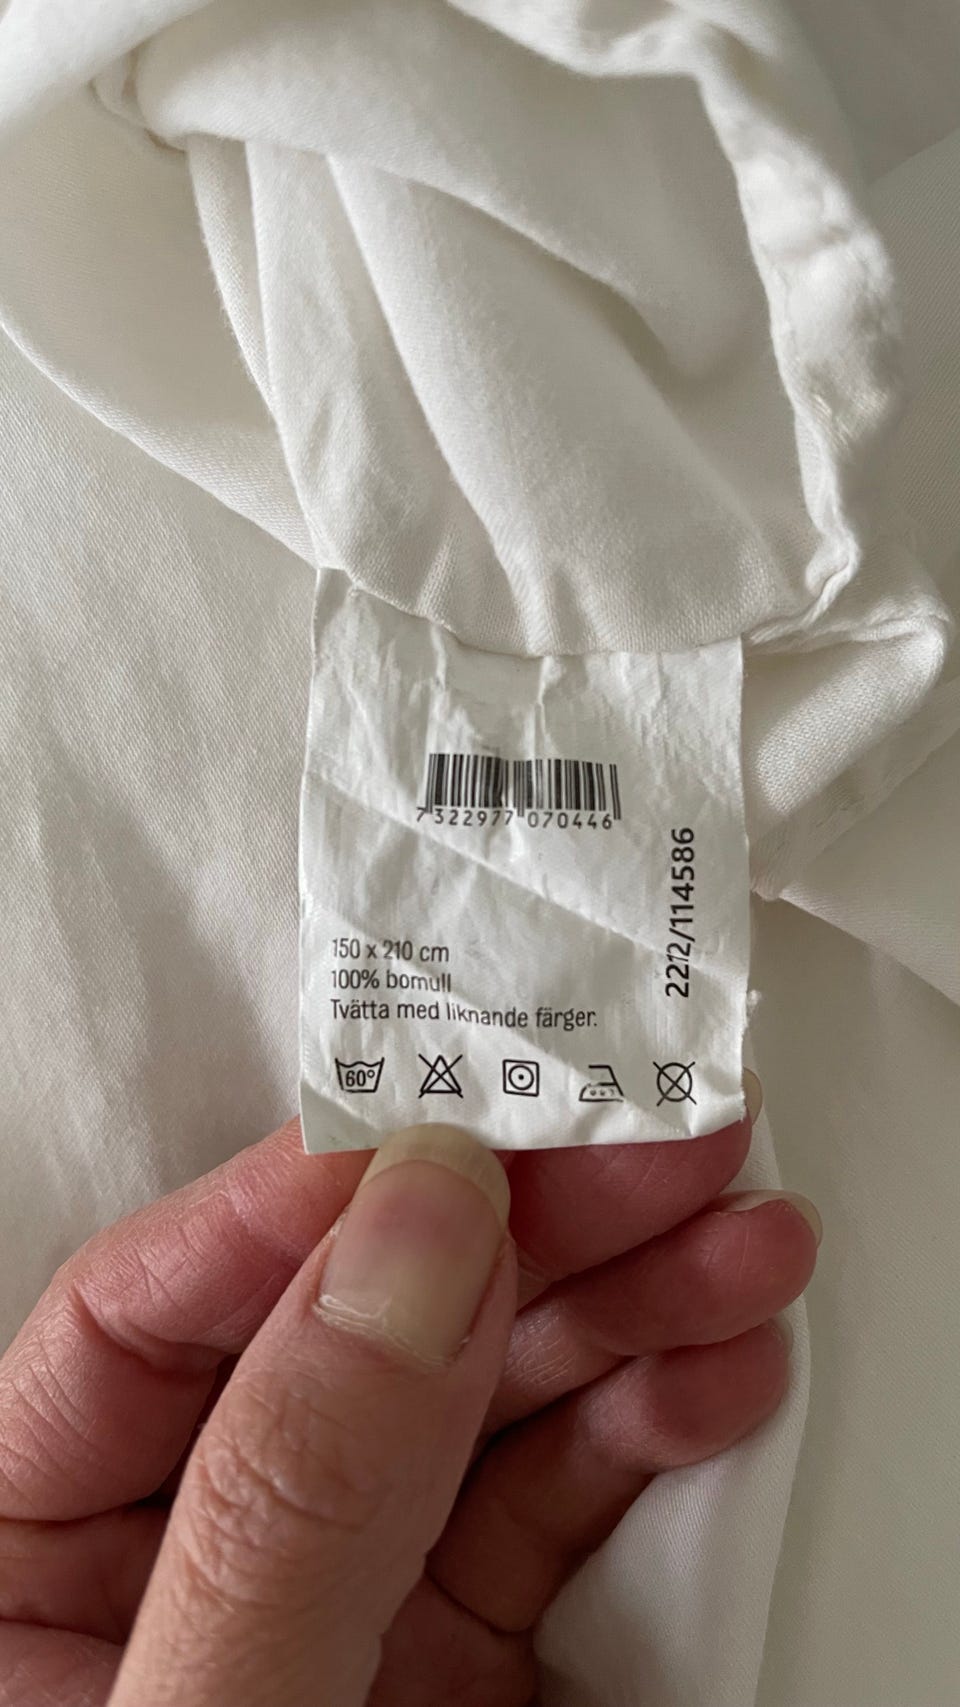 7 322977 070446
2212/114586
150 x 210 cm
100% bomull
Tvätta med liknande färger.
60°